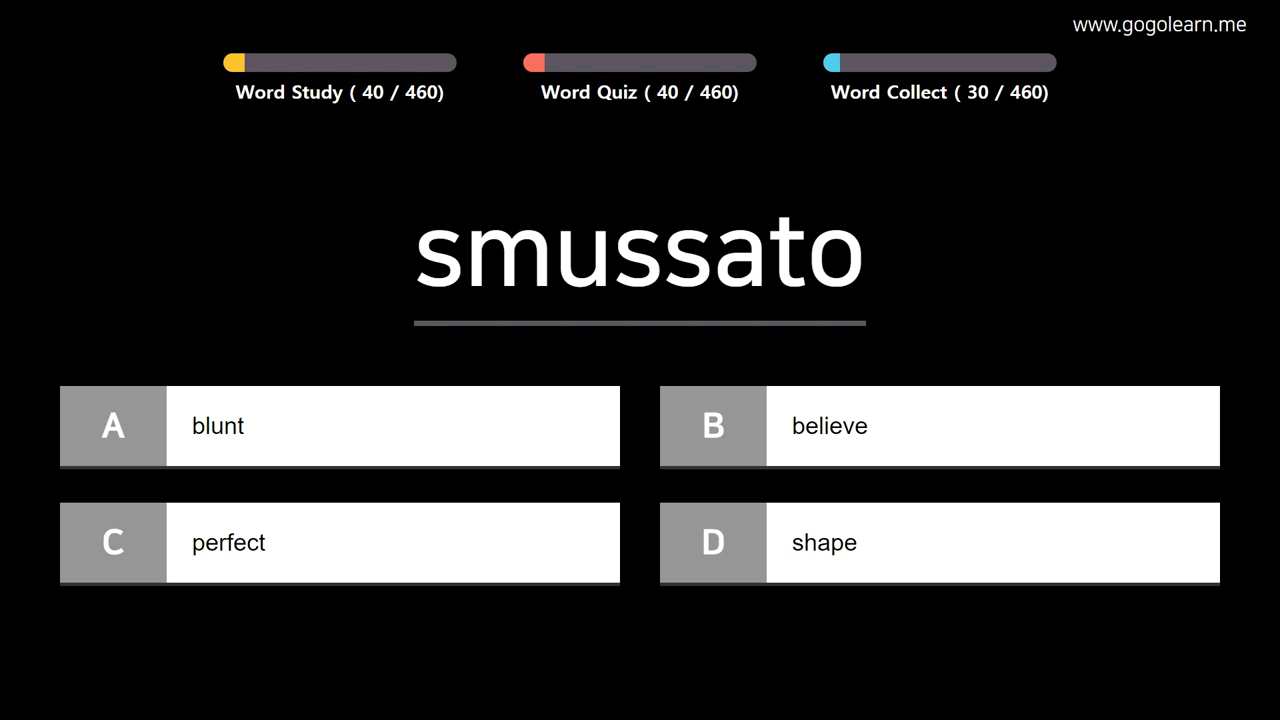 www.gogolearn.me
Word Study ( 40 / 460)
Word Quiz ( 40 / 460)
Word Collect ( 30 / 460)
smussato
A blunt
B believe
C perfect
D shape